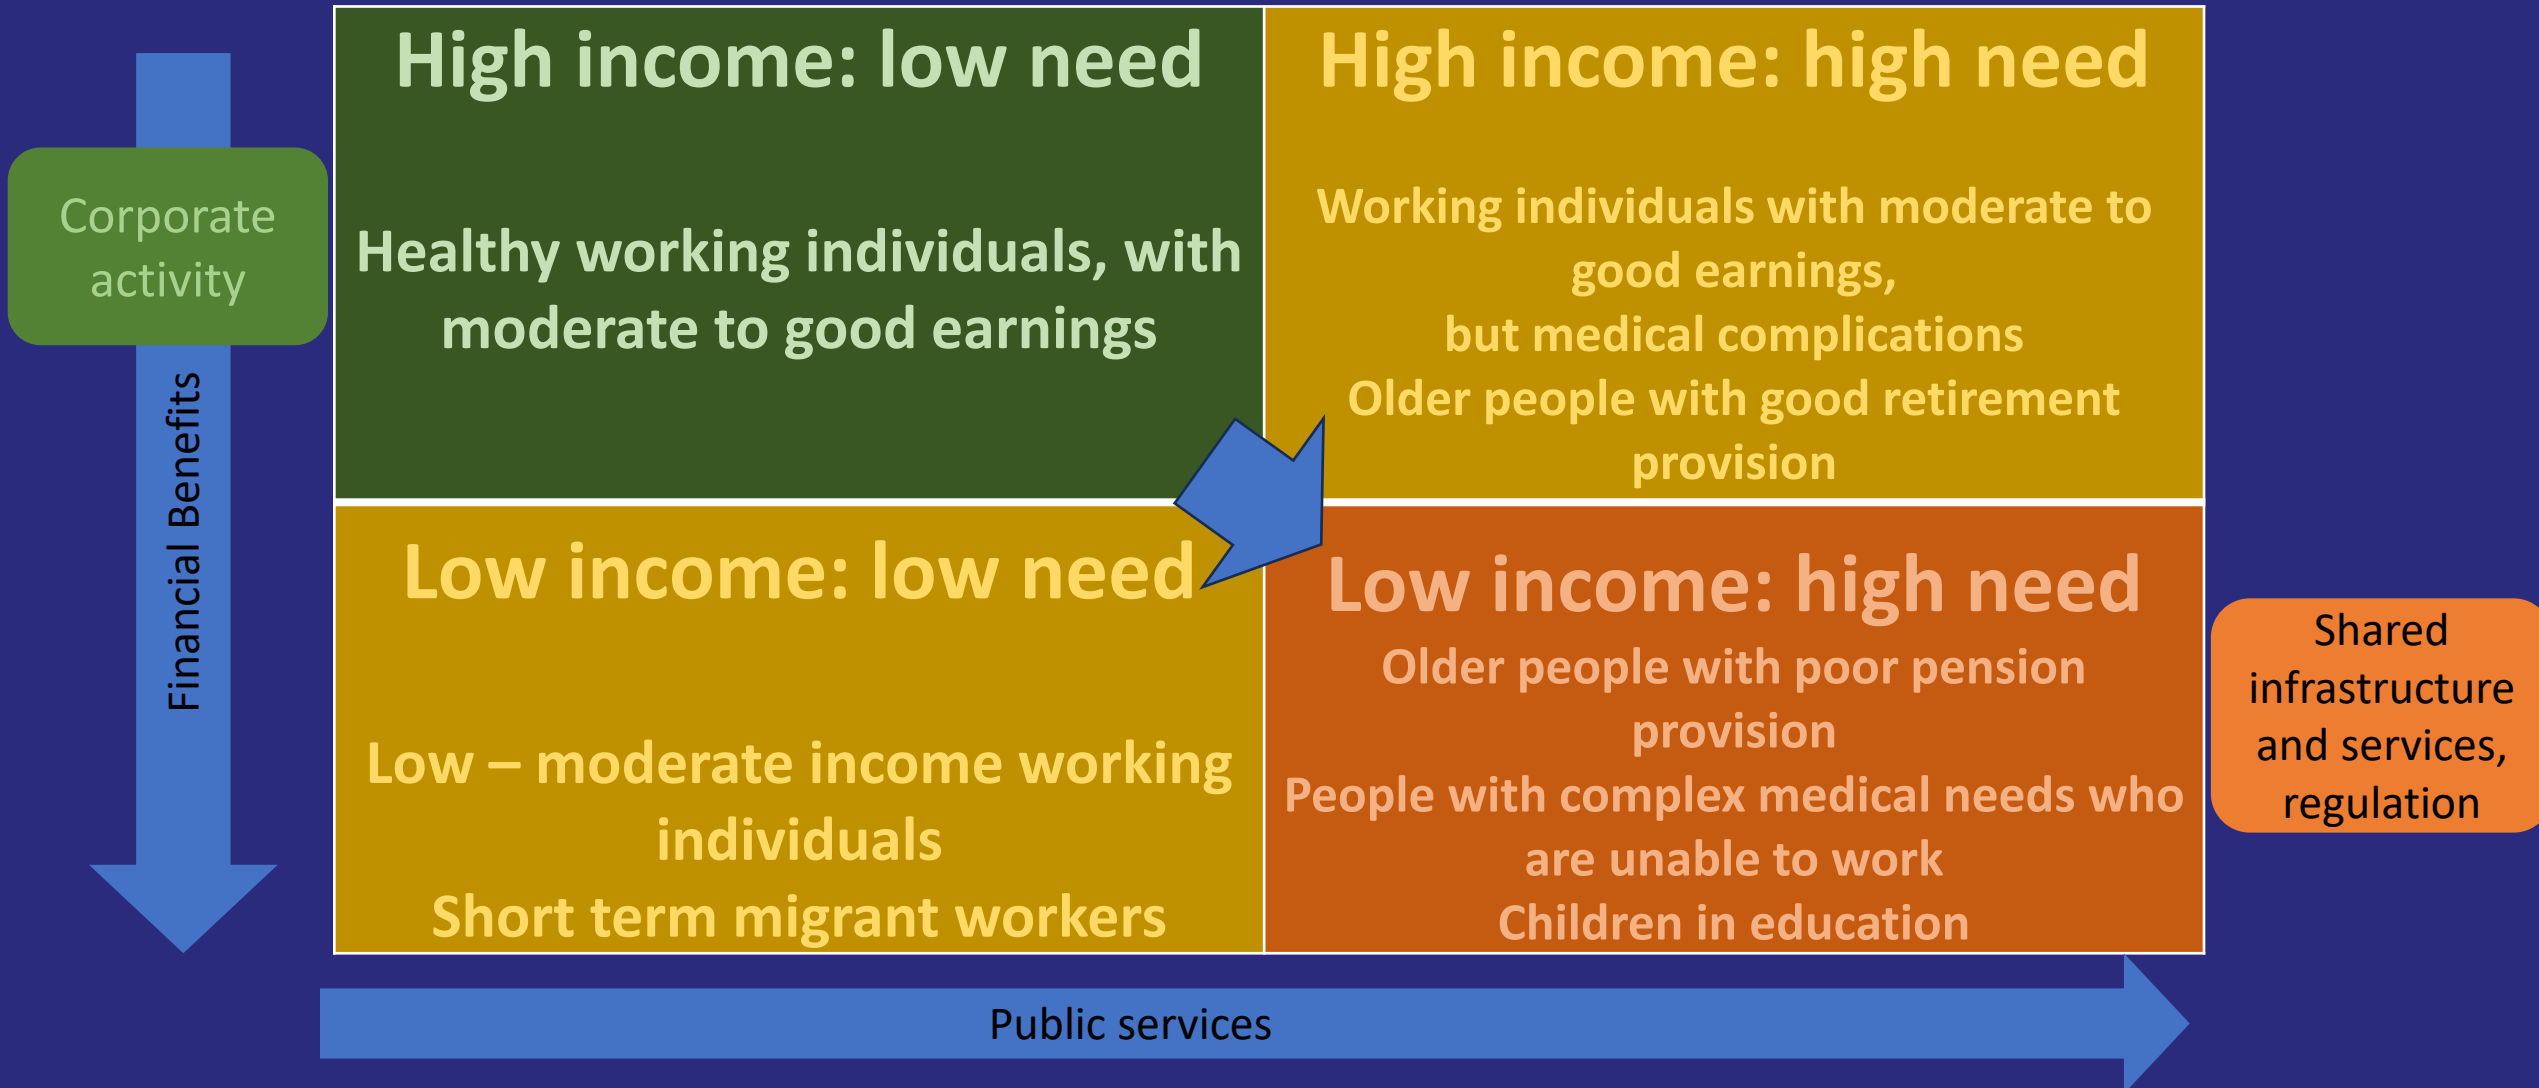 High income: low need
Healthy working individuals, with
moderate to good earnings
High income: high need
Working individuals with moderate to
good earnings,
but medical complications
Older people with good retirement
provision
Corporate
activity
Financial Benefits
Low income: low need
Low – moderate income working
individuals
Short term migrant workers
Low income: high need
Older people with poor pension
provision
People with complex medical needs who
are unable to work
Children in education
Shared
infrastructure
and services,
regulation
Public services